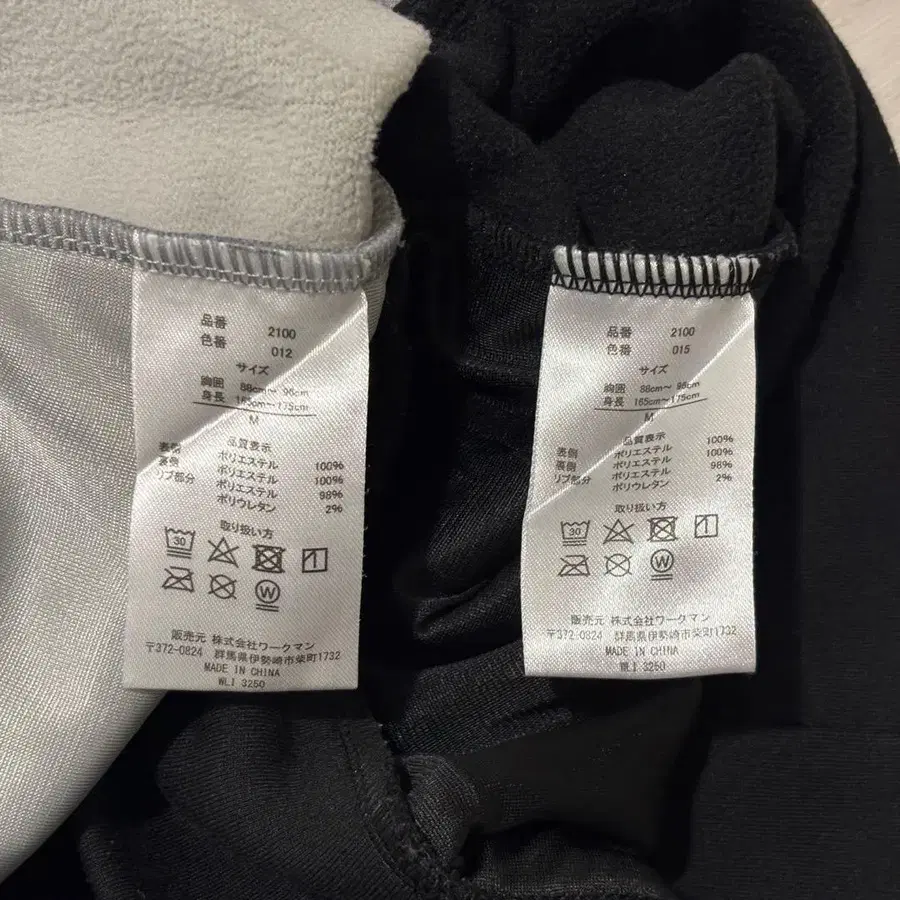 品番 2100
色番 012
サイズ
胸囲 88cm～ 96cm
身長 165cm～175cm
M
品質表示
表側 ポリエステル 100%
裏側 ポリエステル 100%
リブ部分 ポリエステル 98%
ポリウレタン 2%
取り扱い方
30
W
販売元 株式会社ワークマン
〒372-0824 群馬県伊勢崎市柴町1732
MADE IN CHINA
WLI 3250
品番 2100
色番 015
サイズ
胸囲 88cm～ 96cm
身長 165cm～175cm
M
品質表示
表側 ポリエステル 100%
裏側 ポリエステル 100%
リブ部分 ポリエステル 98%
ポリウレタン 2%
取り扱い方
30
W
販売元 株式会社ワークマン
〒372-0824 群馬県伊勢崎市柴町1732
MADE IN CHINA
WLI 3250